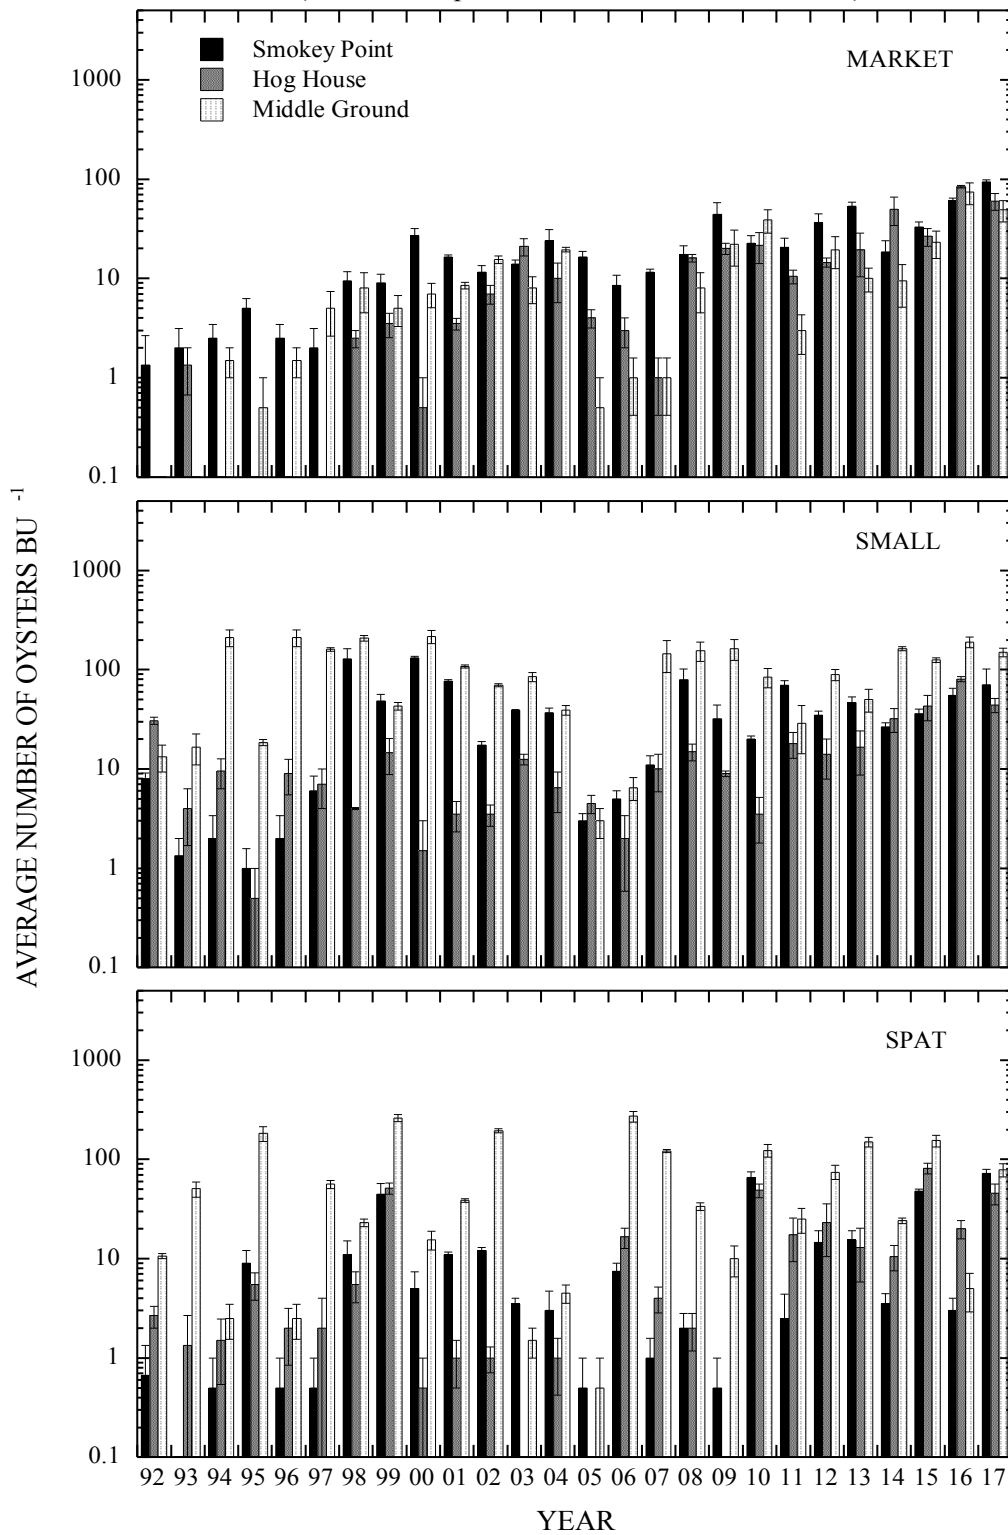 Smokey Point
Hog House
Middle Ground
MARKET
1000
100
10
1
0.1
SMALL
1000
100
10
1
0.1
SPAT
1000
100
10
1
0.1
AVERAGE NUMBER OF OYSTERS BU -1
92 93 94 95 96 97 98 99 00 01 02 03 04 05 06 07 08 09 10 11 12 13 14 15 16 17
YEAR